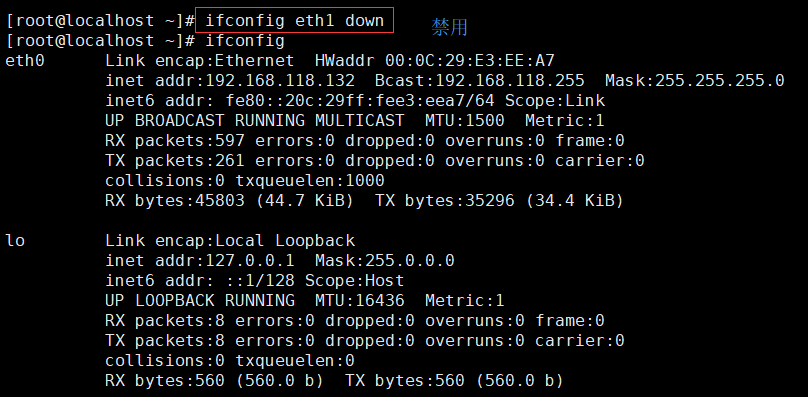 [root@localhost ~]# ifconfig eth1 down 禁用
[root@localhost ~]# ifconfig
eth0      Link encap:Ethernet  HWaddr 00:0C:29:E3:EE:A7
          inet addr:192.168.118.132  Bcast:192.168.118.255  Mask:255.255.255.0
          inet6 addr: fe80::20c:29ff:fee3:eea7/64 Scope:Link
          UP BROADCAST RUNNING MULTICAST  MTU:1500  Metric:1
          RX packets:597 errors:0 dropped:0 overruns:0 frame:0
          TX packets:261 errors:0 dropped:0 overruns:0 carrier:0
          collisions:0 txqueuelen:1000
          RX bytes:45803 (44.7 KiB)  TX bytes:35296 (34.4 KiB)
lo        Link encap:Local Loopback
          inet addr:127.0.0.1  Mask:255.0.0.0
          inet6 addr: ::1/128 Scope:Host
          UP LOOPBACK RUNNING  MTU:16436  Metric:1
          RX packets:8 errors:0 dropped:0 overruns:0 frame:0
          TX packets:8 errors:0 dropped:0 overruns:0 carrier:0
          collisions:0 txqueuelen:0
          RX bytes:560 (560.0 b)  TX bytes:560 (560.0 b)